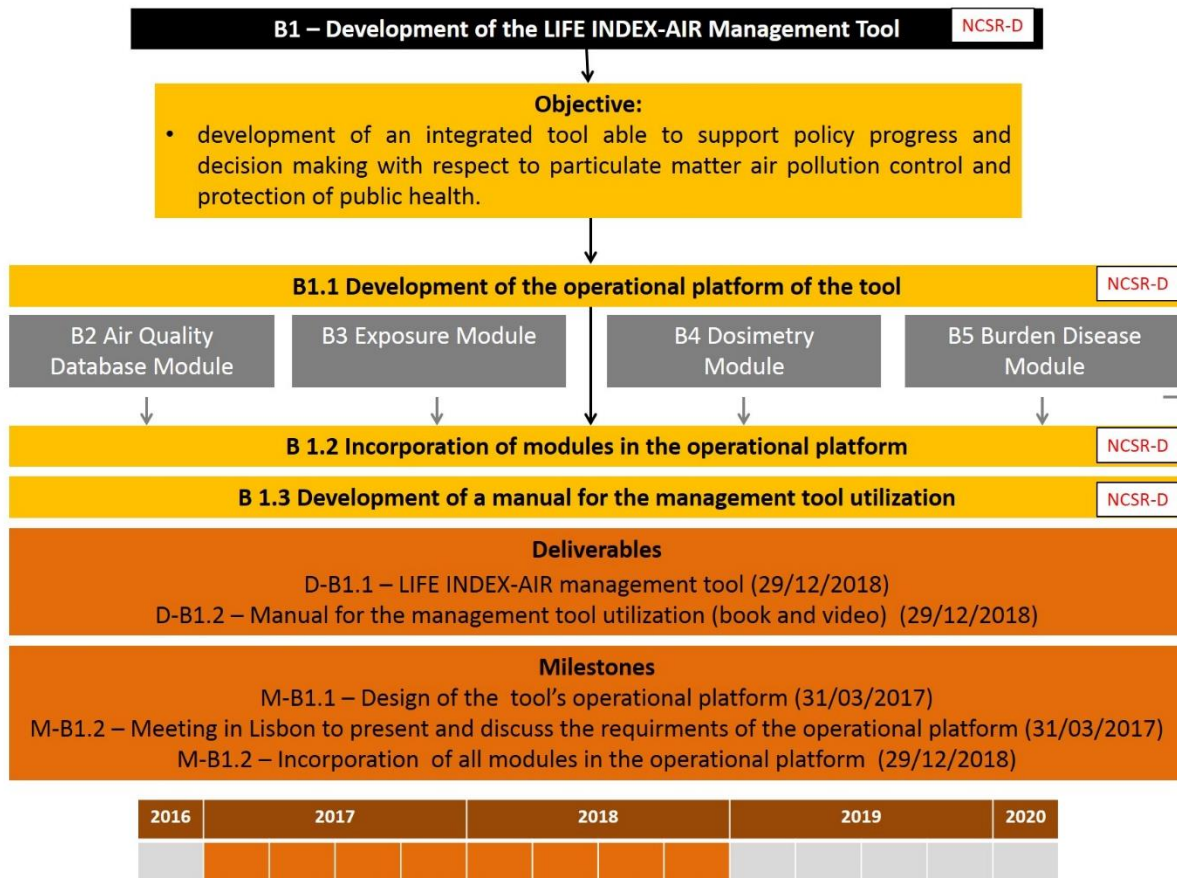 B1 – Development of the LIFE INDEX-AIR Management Tool
NCSR-D
Objective:
• development of an integrated tool able to support policy progress and
decision making with respect to particulate matter air pollution control and
protection of public health.
B1.1 Development of the operational platform of the tool
NCSR-D
B2 Air Quality
Database Module
B3 Exposure Module
B4 Dosimetry
Module
B5 Burden Disease
Module
B 1.2 Incorporation of modules in the operational platform
NCSR-D
B 1.3 Development of a manual for the management tool utilization
NCSR-D
Deliverables
D-B1.1 – LIFE INDEX-AIR management tool (29/12/2018)
D-B1.2 – Manual for the management tool utilization (book and video) (29/12/2018)
Milestones
M-B1.1 – Design of the tool's operational platform (31/03/2017)
M-B1.2 – Meeting in Lisbon to present and discuss the requirments of the operational platform (31/03/2017)
M-B1.2 – Incorporation of all modules in the operational platform (29/12/2018)
2016 2017 2018 2019 2020